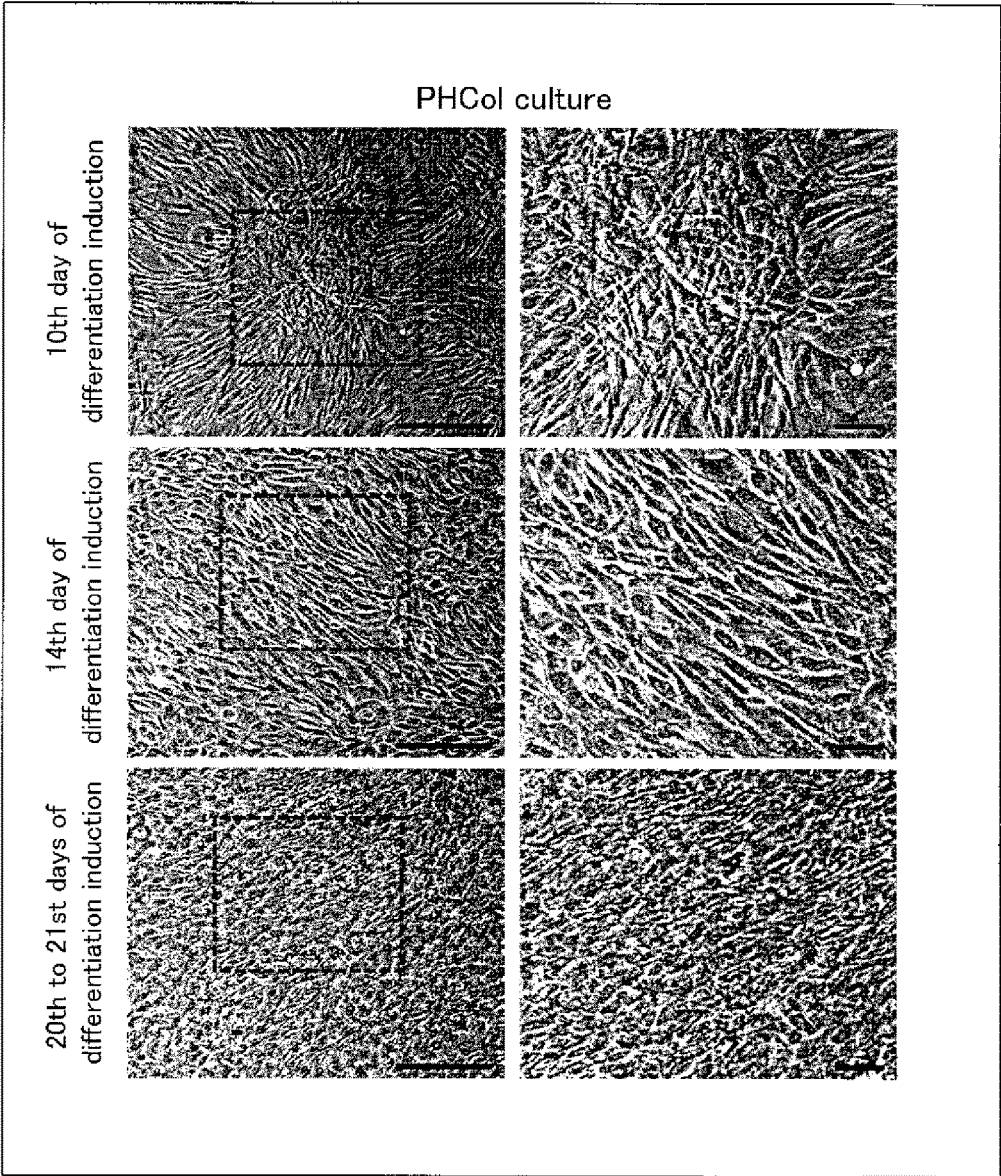 PHCol culture
10th day of
differentiation induction
14th day of
differentiation induction
20th to 21st days of
differentiation induction